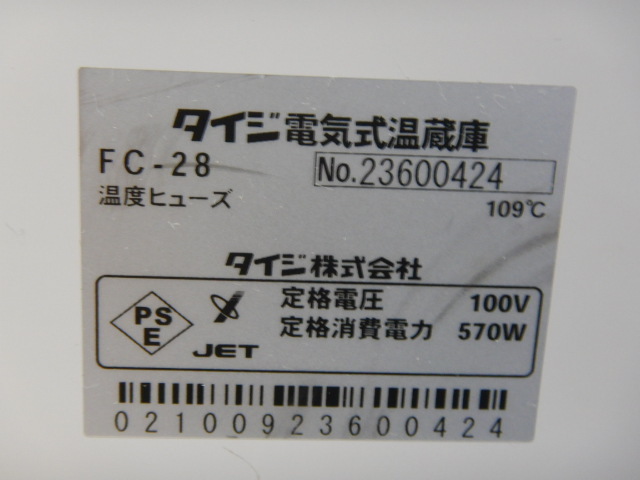 タイジ電気式温蔵庫
FC-28 No.23600424
温度ヒューズ 109℃
タイジ株式会社
PS
E
JET
定格電圧 100V
定格消費電力 570W
0210092360​0424